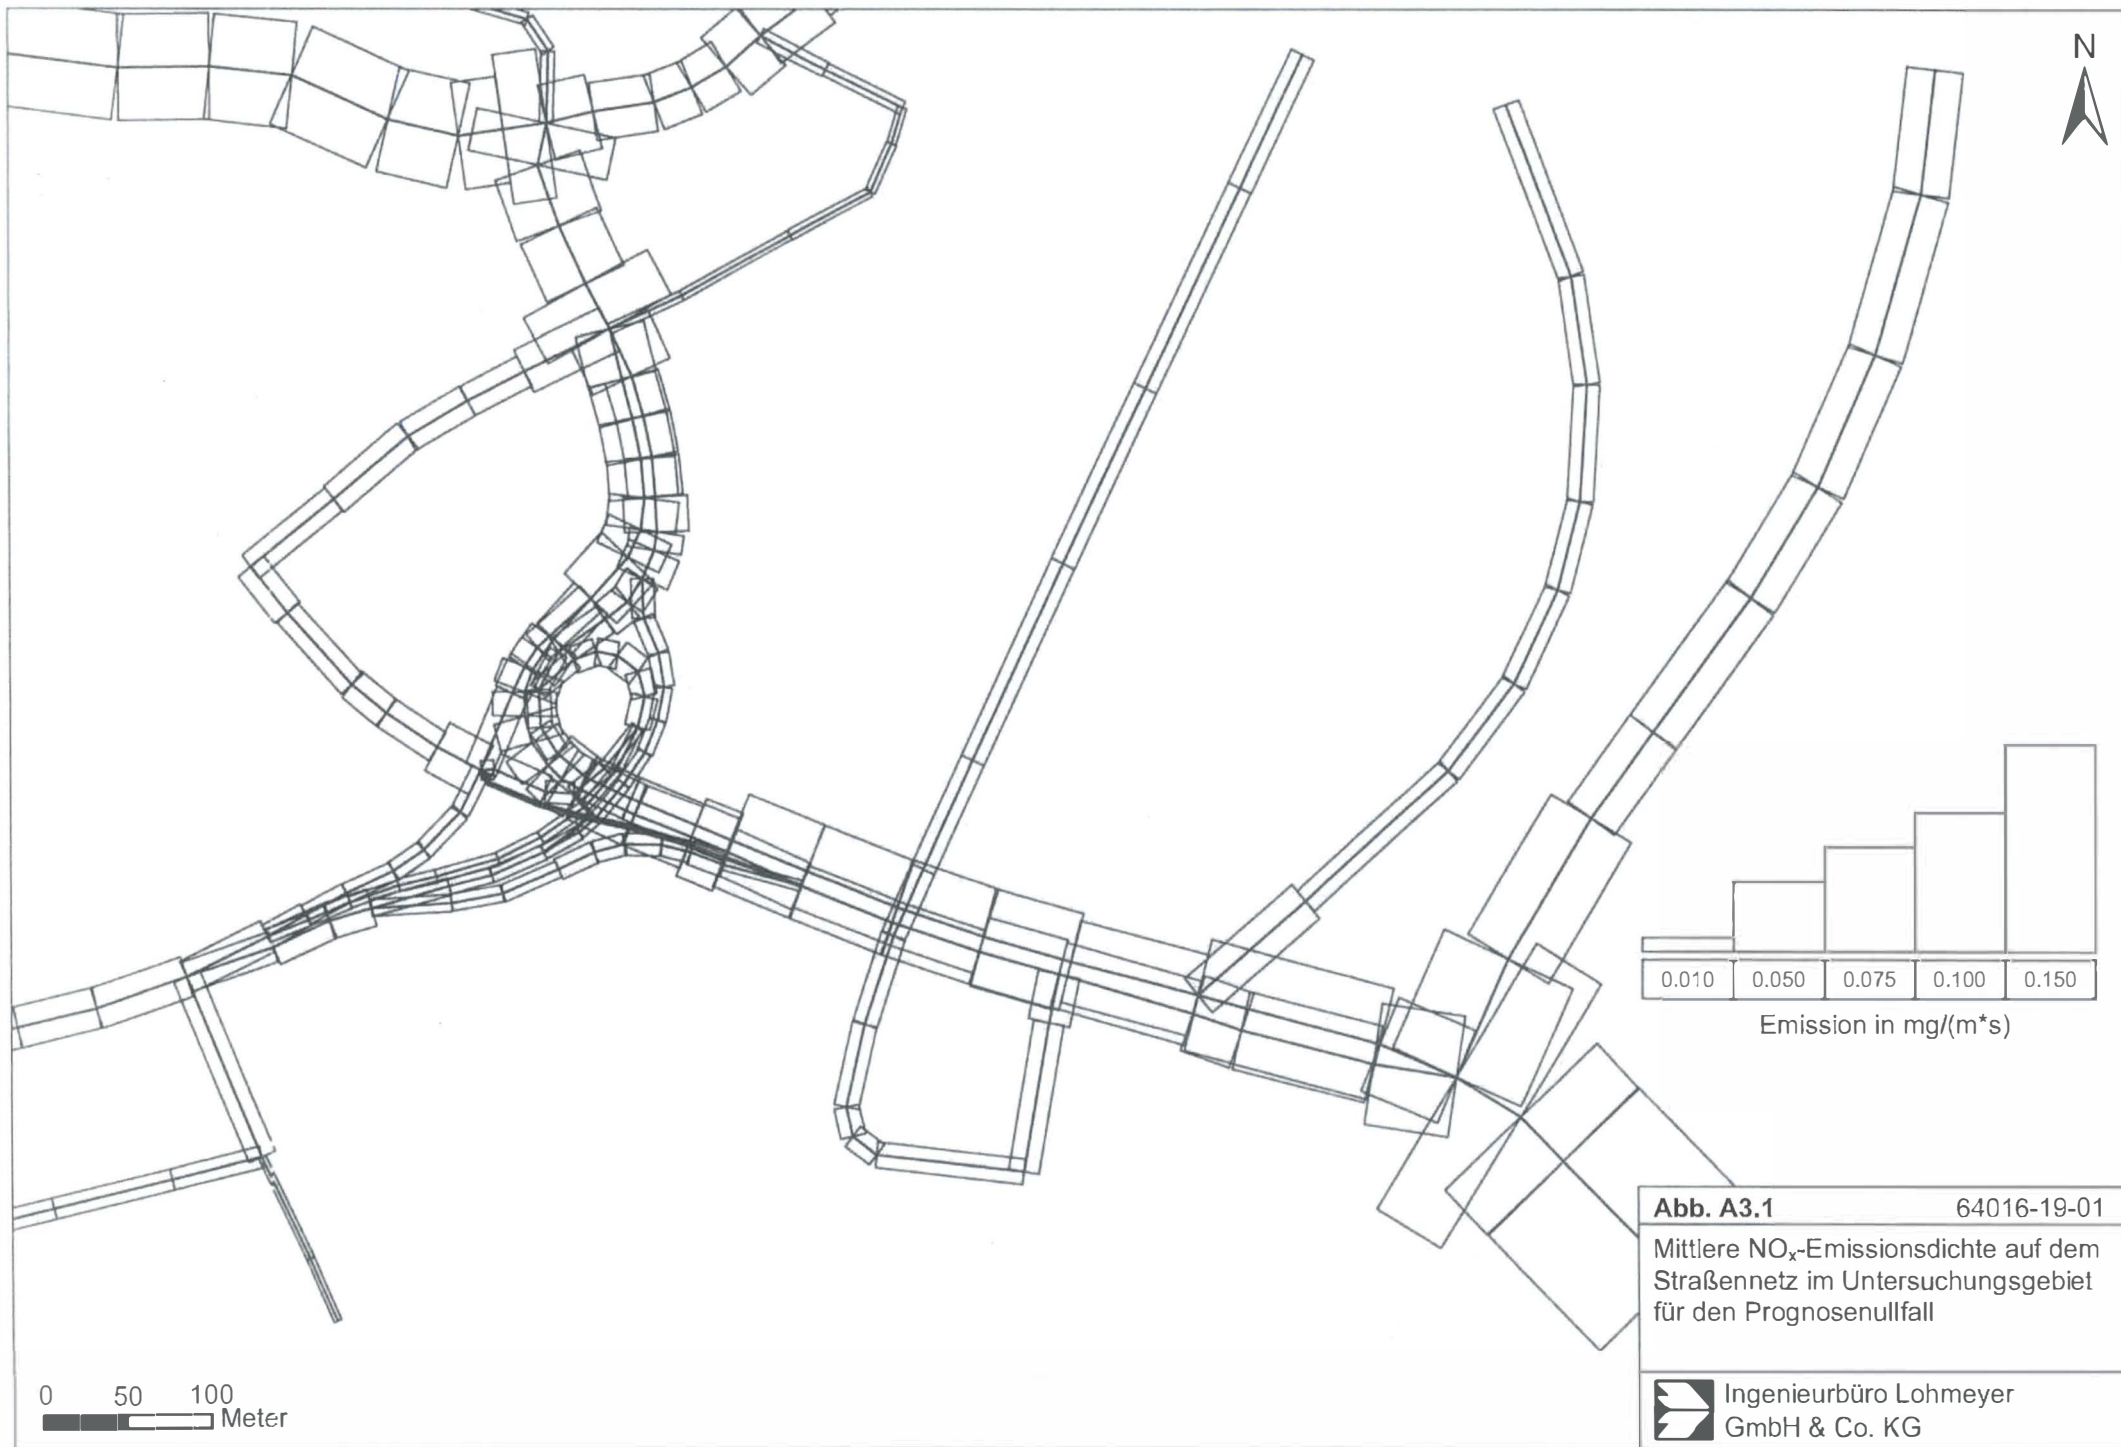 N
0.010 0.050 0.075 0.100 0.150
Emission in mg/(m*s)
Abb. A3.1 64016-19-01
Mittlere NOₓ-Emissionsdichte auf dem
Straßennetz im Untersuchungsgebiet
für den Prognosenullfall
0 50 100
Meter
Ingenieurbüro Lohmeyer
GmbH & Co. KG